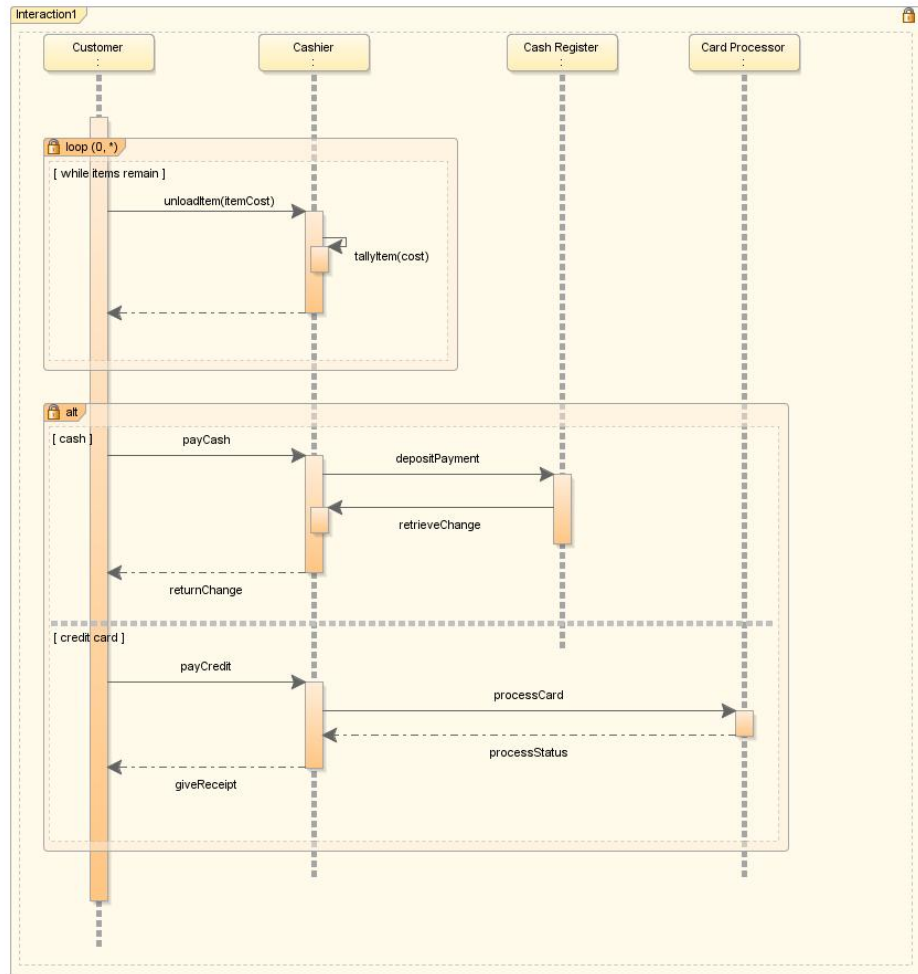 Interaction1
Customer
:
Cashier
:
Cash Register
:
Card Processor
:
loop (0, *)
[ while items remain ]
unloadItem(itemCost)
tallyItem(cost)
alt
[ cash ]
payCash
depositPayment
retrieveChange
returnChange
[ credit card ]
payCredit
processCard
processStatus
giveReceipt